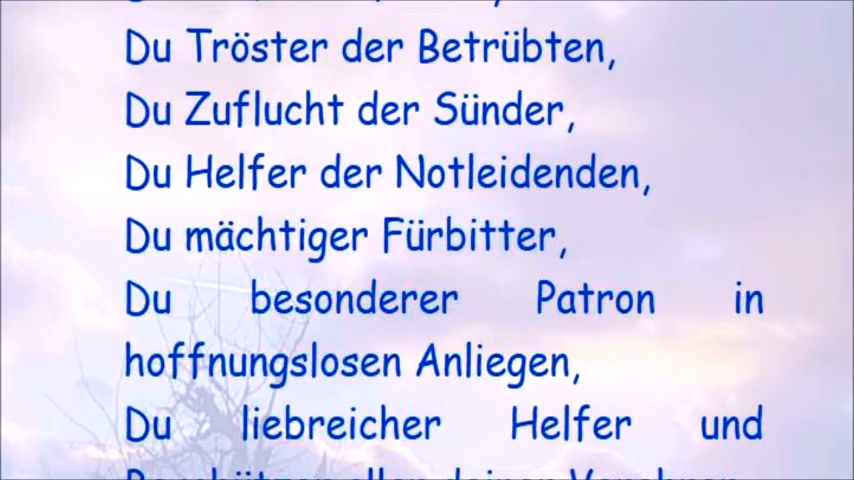 Du Tröster der Betrübten,
Du Zuflucht der Sünder,
Du Helfer der Notleidenden,
Du mächtiger Fürbitter,
Du besonderer Patron in
hoffnungslosen Anliegen,
Du liebreicher Helfer und